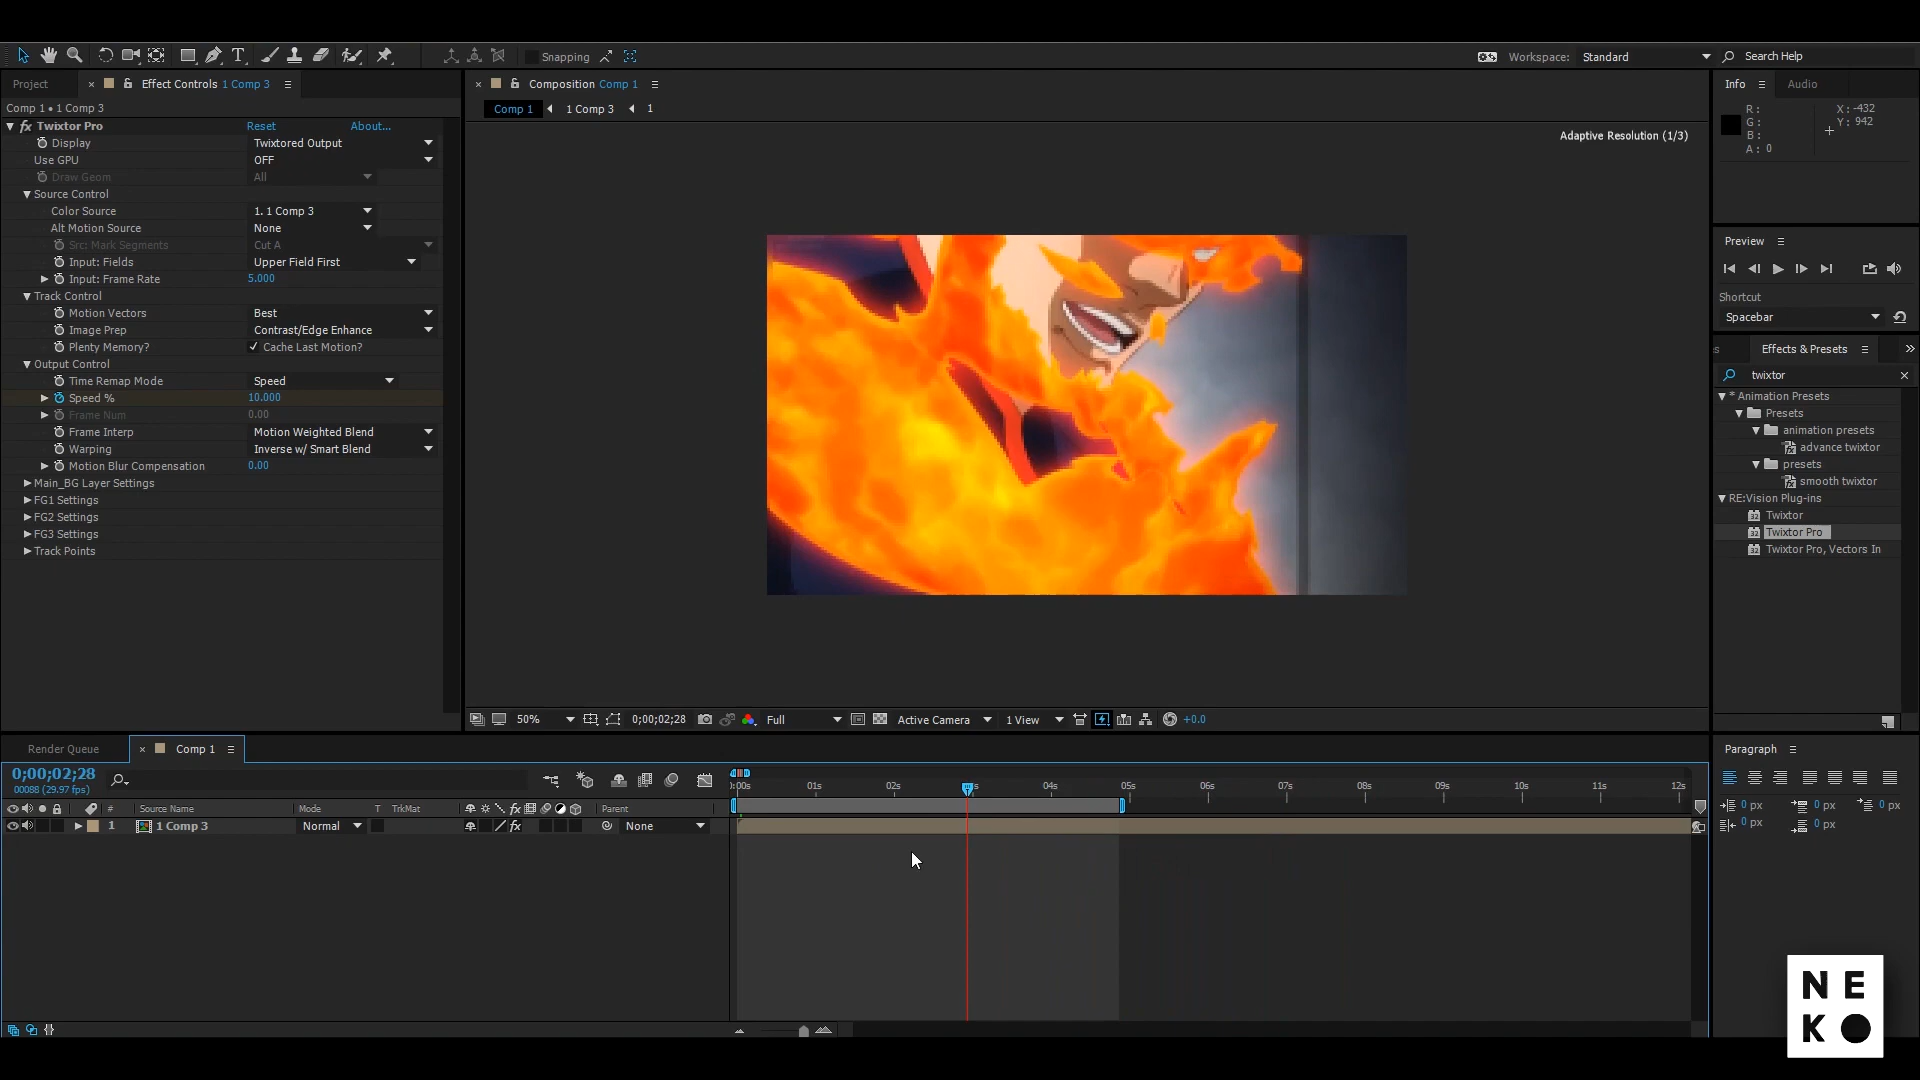 Snapping
Workspace: Standard
Search Help
Project
Effect Controls 1 Comp 3
Comp 1 • 1 Comp 3
fx Twixtor Pro Reset About...
Display Twixtored Output
Use GPU OFF
Draw Geom All
Source Control
Color Source 1. 1 Comp 3
Alt Motion Source None
Src: Mark Segments Cut A
Input: Fields Upper Field First
Input: Frame Rate 5.000
Track Control
Motion Vectors Best
Image Prep Contrast/Edge Enhance
Plenty Memory? Cache Last Motion?
Output Control
Time Remap Mode Speed
Speed % 10.000
Frame Num 0.00
Frame Interp Motion Weighted Blend
Warping Inverse w/ Smart Blend
Motion Blur Compensation 0.00
Main_BG Layer Settings
FG1 Settings
FG2 Settings
FG3 Settings
Track Points
Composition Comp 1
Comp 1 1 Comp 3 1
Adaptive Resolution (1/3)
50% 0;00;02;28 Full Active Camera 1 View +0.0
Info Audio
R : X : -432
G : Y : 942
B :
A : 0
Preview
Shortcut
Spacebar
Effects & Presets
twixtor
* Animation Presets
Presets
animation presets
advance twixtor
presets
smooth twixtor
RE:Vision Plug-ins
32 Twixtor
32 Twixtor Pro
32 Twixtor Pro, Vectors In
Render Queue
Comp 1
0;00;02;28
00088 (29.97 fps)
# Source Name Mode T TrkMat fx Parent
1 1 Comp 3 Normal fx None
):00s 01s 02s s 04s 05s 06s 07s 08s 09s 10s 11s 12s
Paragraph
0 px 0 px 0 px
0 px 0 px
NE
K